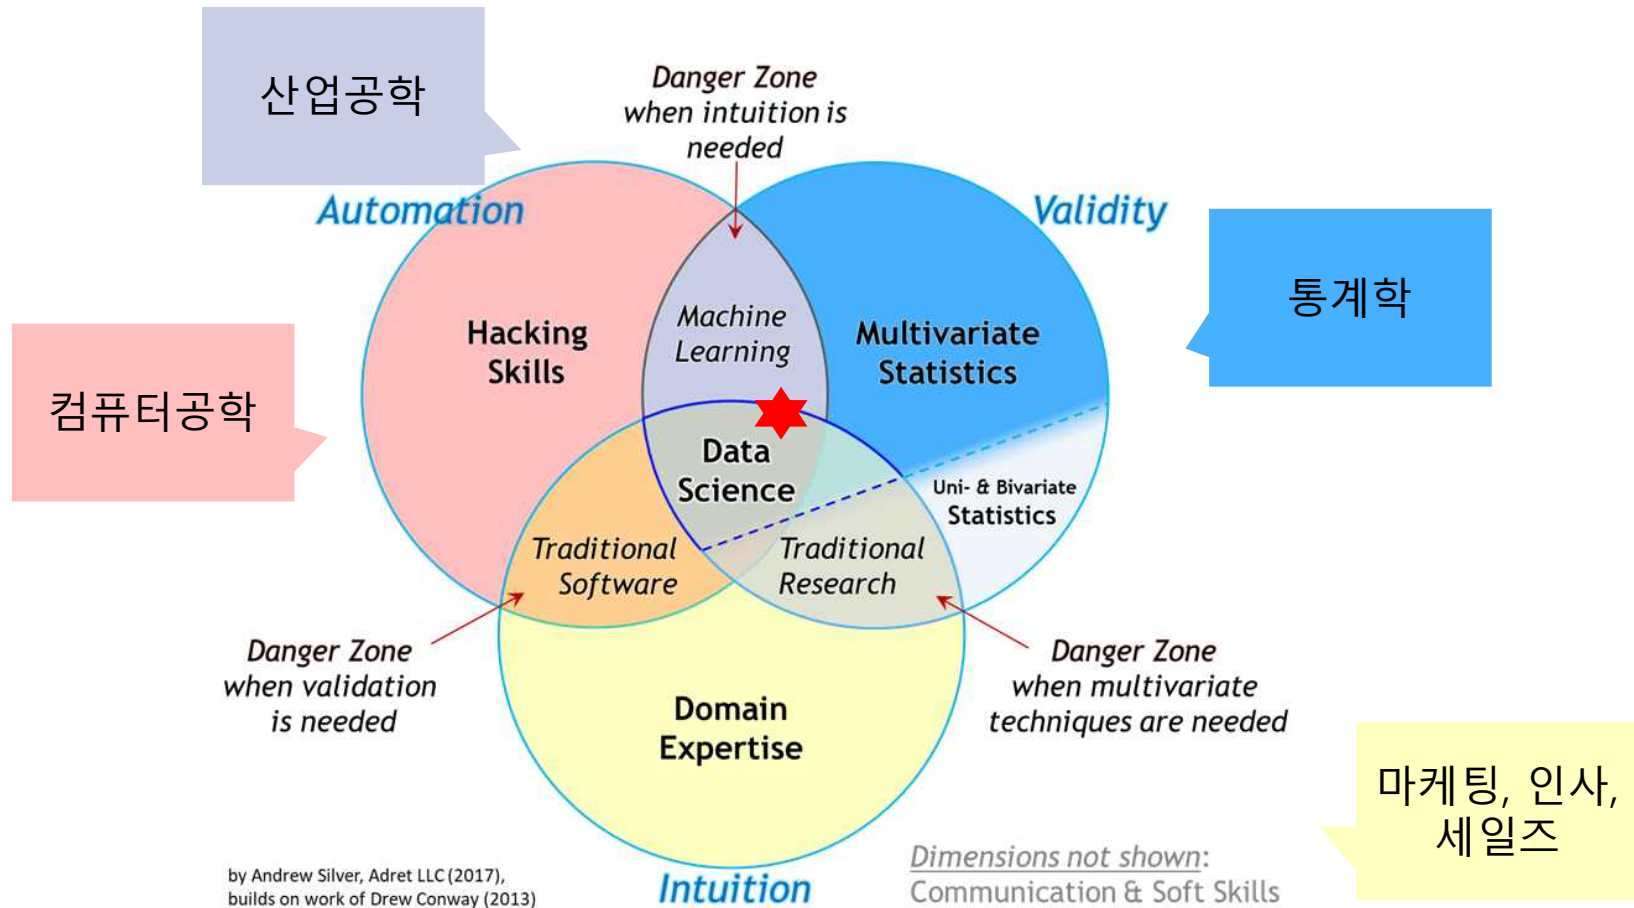 산업공학
Danger Zone
when intuition is
needed
Automation
Validity
통계학
Hacking
Skills
Machine
Learning
Multivariate
Statistics
컴퓨터공학
Data
Science
Uni- & Bivariate
Statistics
Traditional
Software
Traditional
Research
Danger Zone
when validation
is needed
Danger Zone
when multivariate
techniques are needed
Domain
Expertise
마케팅, 인사,
세일즈
by Andrew Silver, Adret LLC (2017),
builds on work of Drew Conway (2013)
Intuition
Dimensions not shown:
Communication & Soft Skills